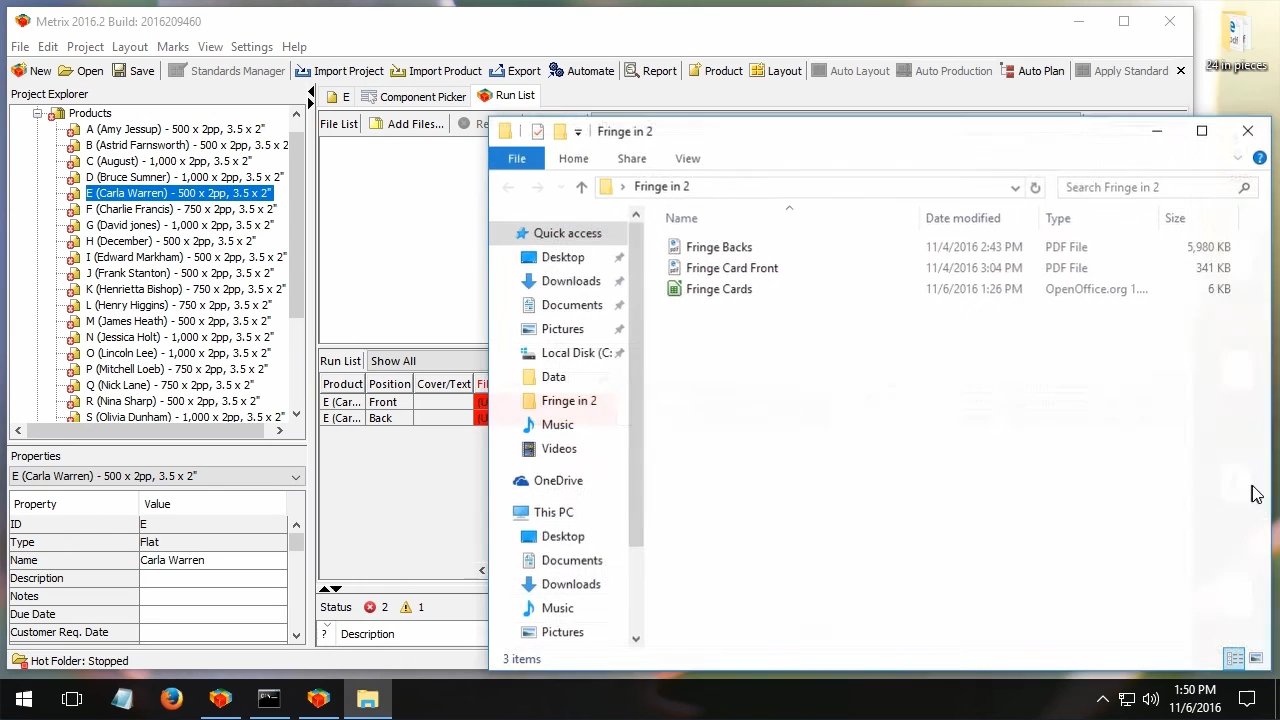 Metrix 2016.2 Build: 2016209460
File Edit Project Layout Marks View Settings Help
New Open Save Standards Manager Import Project Import Product Export Automate Report Product Layout Auto Layout Auto Production Auto Plan Apply Standard
24 in pieces
Project Explorer
Products
A (Amy Jessup) - 500 x 2pp, 3.5 x 2"
B (Astrid Farnsworth) - 500 x 2pp, 3.5 x 2
C (August) - 1,000 x 2pp, 3.5 x 2"
D (Bruce Sumner) - 1,000 x 2pp, 3.5 x 2"
E (Carla Warren) - 500 x 2pp, 3.5 x 2"
F (Charlie Francis) - 750 x 2pp, 3.5 x 2"
G (David jones) - 1,000 x 2pp, 3.5 x 2"
H (December) - 500 x 2pp, 3.5 x 2"
I (Edward Markham) - 500 x 2pp, 3.5 x 2"
J (Frank Stanton) - 500 x 2pp, 3.5 x 2"
K (Henrietta Bishop) - 750 x 2pp, 3.5 x 2"
L (Henry Higgins) - 750 x 2pp, 3.5 x 2"
M (James Heath) - 500 x 2pp, 3.5 x 2"
N (Jessica Holt) - 1,000 x 2pp, 3.5 x 2"
O (Lincoln Lee) - 1,000 x 2pp, 3.5 x 2"
P (Mitchell Loeb) - 750 x 2pp, 3.5 x 2"
Q (Nick Lane) - 750 x 2pp, 3.5 x 2"
R (Nina Sharp) - 500 x 2pp, 3.5 x 2"
S (Olivia Dunham) - 1,000 x 2pp, 3.5 x 2"
Properties
E (Carla Warren) - 500 x 2pp, 3.5 x 2"
Property Value
ID E
Type Flat
Name Carla Warren
Description
Notes
Due Date
Customer Req. Date
Hot Folder: Stopped
E Component Picker Run List
File List Add Files... Re
Run List Show All
Product Position Cover/Text Fil
E (Car... Front (U
E (Car... Back (U
Status 2 1
? Description
Fringe in 2
File Home Share View
Fringe in 2
Search Fringe in 2
Name Date modified Type Size
Fringe Backs 11/4/2016 2:43 PM PDF File 5,980 KB
Fringe Card Front 11/4/2016 3:04 PM PDF File 341 KB
Fringe Cards 11/6/2016 1:26 PM OpenOffice.org 1.... 6 KB
Quick access
Desktop
Downloads
Documents
Pictures
Local Disk (C:
Data
Fringe in 2
Music
Videos
OneDrive
This PC
Desktop
Documents
Downloads
Music
Pictures
3 items
1:50 PM
11/6/2016